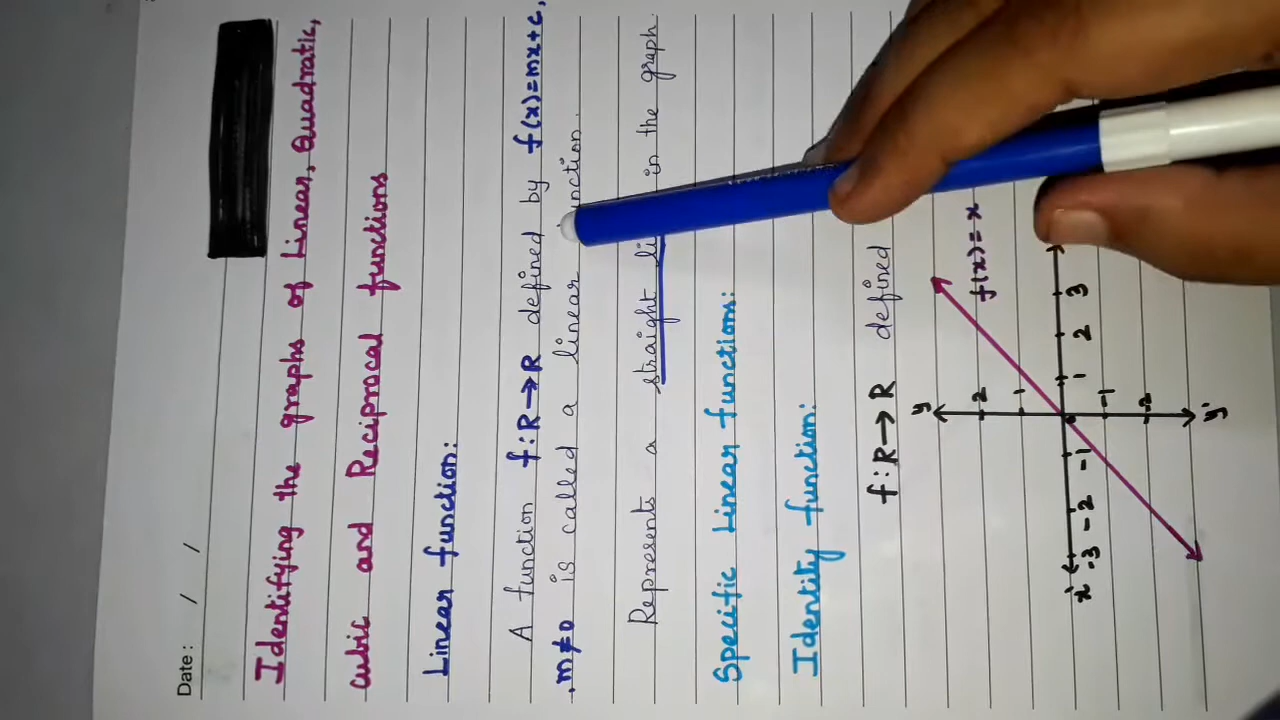 Date: / /
Identifying the graphs of Linear, Quadratic,
cubic and Reciprocal functions
Linear function:
A function f:R→R defined by f(x)=mx+c,
m≠0 is called a linear
Represents a straight in the graph.
Specific Linear functions:
Identity function:
f:R→R defined
f(x)=x
y
2
1
x' -3 -2 -1 0 1 2 3
-1
-2
y'